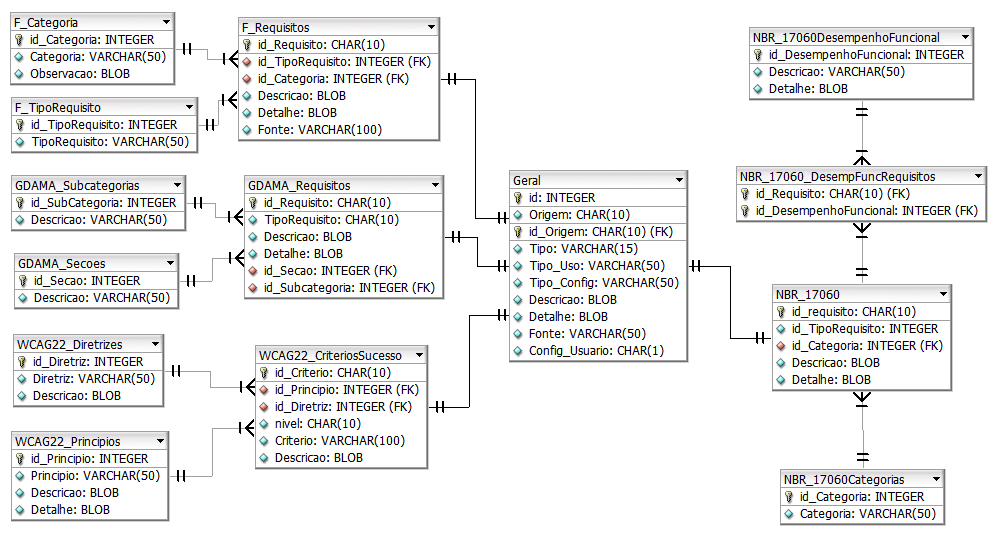 F_Categoria
id_Categoria: INTEGER
Categoria: VARCHAR(50)
Observacao: BLOB
F_TipoRequisito
id_TipoRequisito: INTEGER
TipoRequisito: VARCHAR(50)
F_Requisitos
id_Requisito: CHAR(10)
id_TipoRequisito: INTEGER (FK)
id_Categoria: INTEGER (FK)
Descricao: BLOB
Detalhe: BLOB
Fonte: VARCHAR(100)
GDAMA_Subcategorias
id_SubCategoria: INTEGER
Descricao: VARCHAR(50)
GDAMA_Secoes
id_Secao: INTEGER
Descricao: VARCHAR(50)
GDAMA_Requisitos
id_Requisito: CHAR(10)
TipoRequisito: CHAR(10)
Descricao: BLOB
Detalhe: BLOB
id_Secao: INTEGER (FK)
id_Subcategoria: INTEGER (FK)
WCAG22_Diretrizes
id_Diretriz: INTEGER
Diretriz: VARCHAR(50)
Descricao: BLOB
WCAG22_Principios
id_Principio: INTEGER
Principio: VARCHAR(50)
Descricao: BLOB
Detalhe: BLOB
WCAG22_CriteriosSucesso
id_Criterio: CHAR(10)
id_Principio: INTEGER (FK)
id_Diretriz: INTEGER (FK)
nivel: CHAR(10)
Criterio: VARCHAR(100)
Descricao: BLOB
Geral
id: INTEGER
Origem: CHAR(10)
id_Origem: CHAR(10) (FK)
Tipo: VARCHAR(15)
Tipo_Uso: VARCHAR(50)
Tipo_Config: VARCHAR(50)
Descricao: BLOB
Detalhe: BLOB
Fonte: VARCHAR(50)
Config_Usuario: CHAR(1)
NBR_17060DesempenhoFuncional
id_DesempenhoFuncional: INTEGER
Descricao: VARCHAR(50)
Detalhe: BLOB
NBR_17060_DesempFuncRequisitos
id_Requisito: CHAR(10) (FK)
id_DesempenhoFuncional: INTEGER (FK)
NBR_17060
id_requisito: CHAR(10)
id_TipoRequisito: INTEGER
id_Categoria: INTEGER (FK)
Descricao: BLOB
Detalhe: BLOB
NBR_17060Categorias
id_Categoria: INTEGER
Categoria: VARCHAR(50)